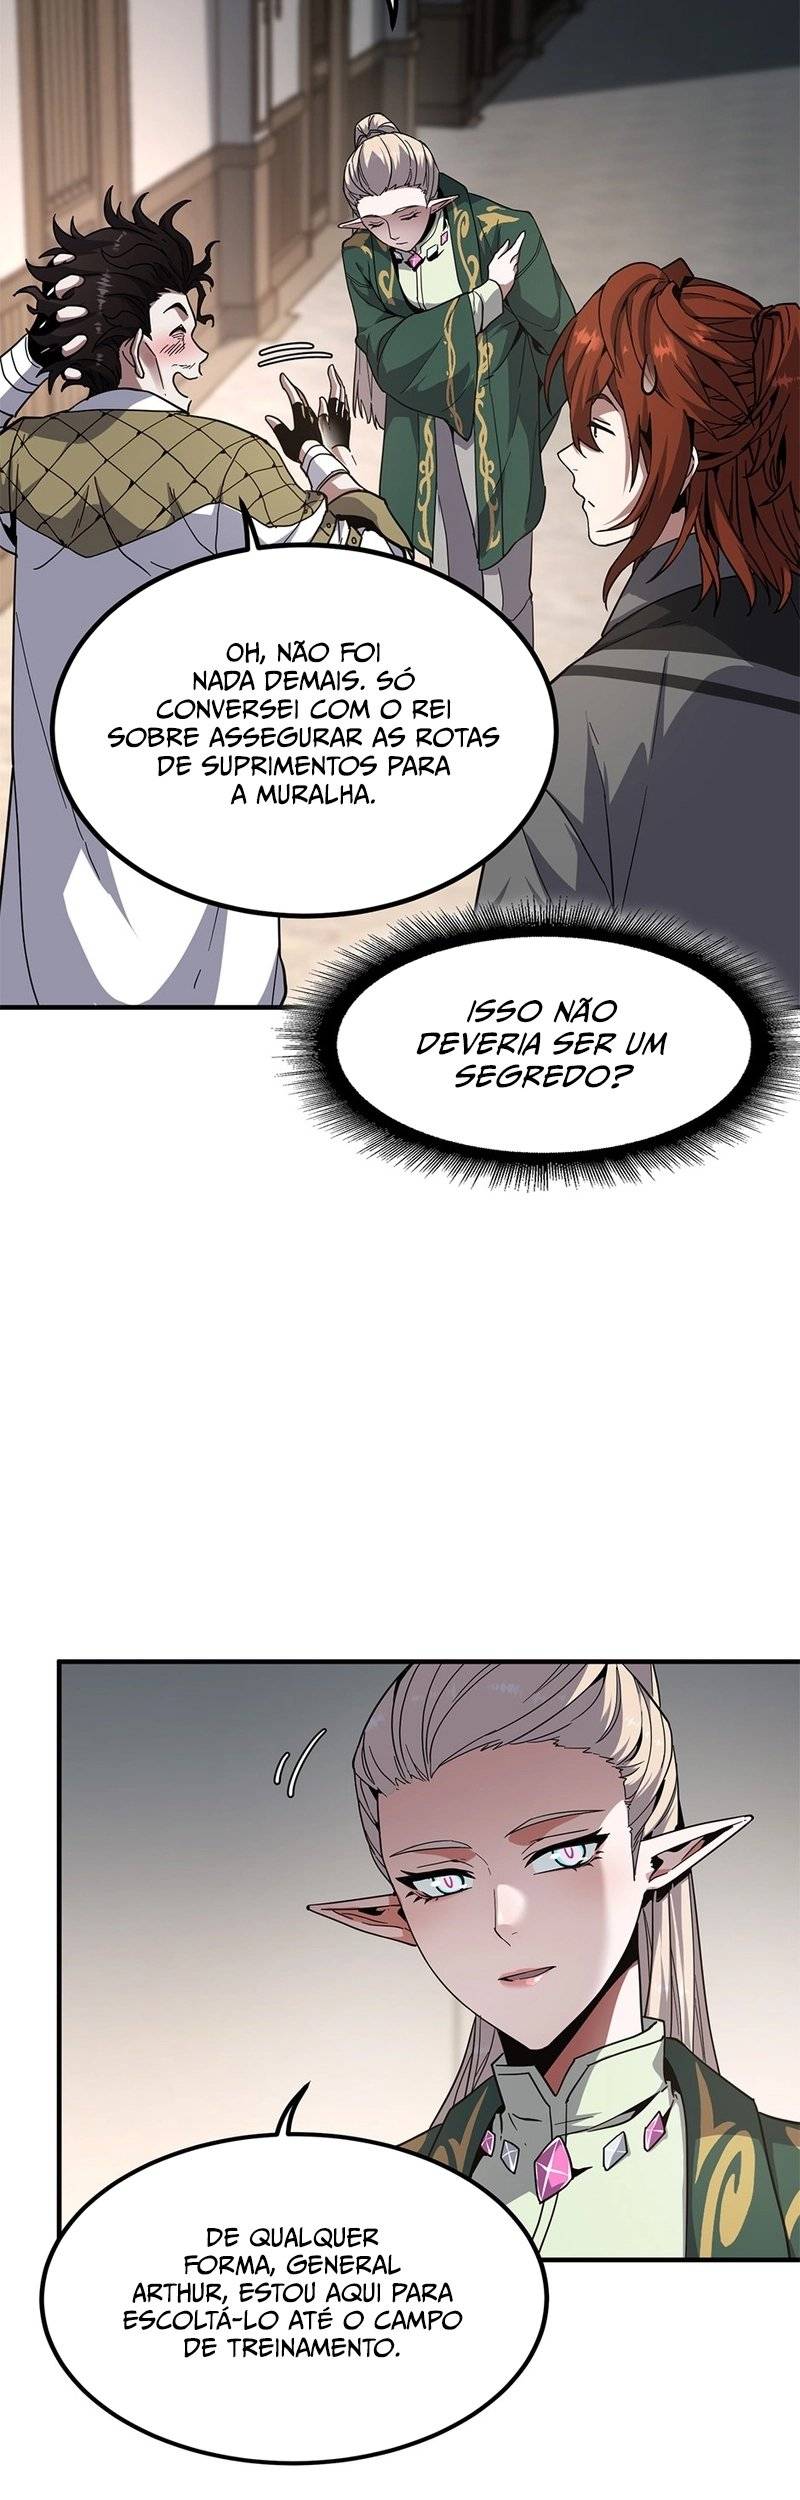 OH, NÃO FOI
NADA DEMAIS. SÓ
CONVERSEI COM O REI
SOBRE ASSEGURAR AS ROTAS
DE SUPRIMENTOS PARA
A MURALHA.
ISSO NÃO
DEVERIA SER UM
SEGREDO?
DE QUALQUER
FORMA, GENERAL
ARTHUR, ESTOU AQUI PARA
ESCOLTÁ-LO ATÉ O CAMPO
DE TREINAMENTO.